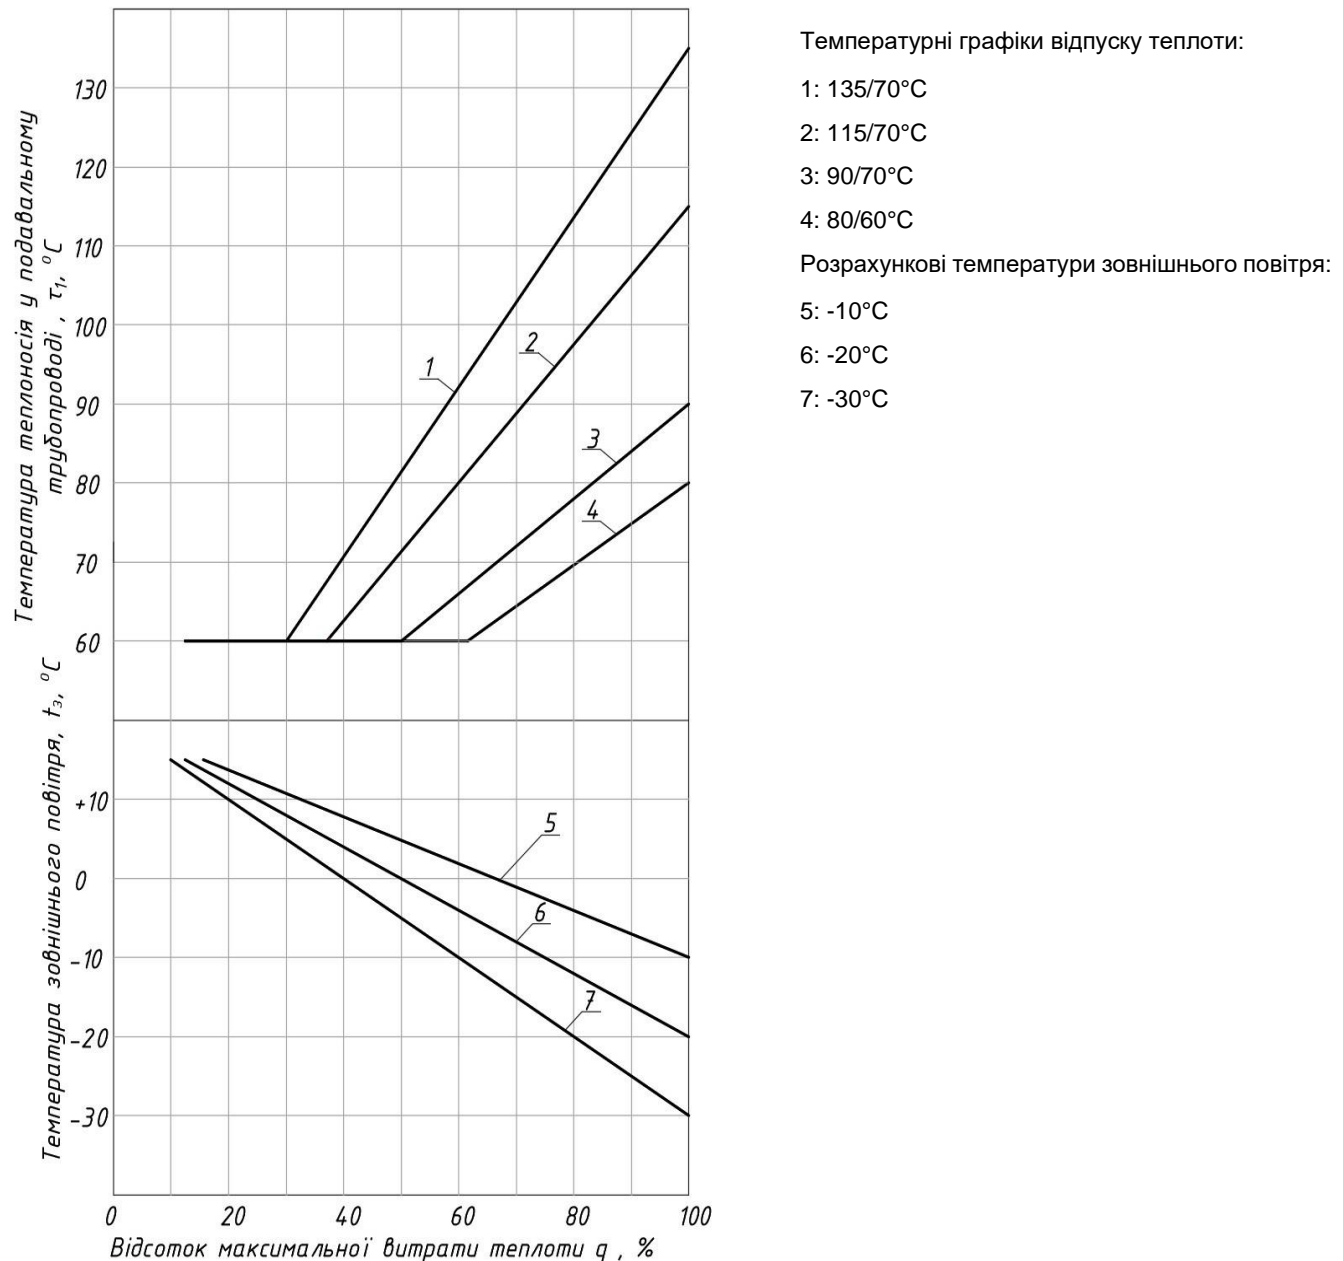 Температура теплоносія у подавальному
трубопроводі , τ₁, °C
130
120
110
100
90
80
70
60
1
2
3
4
Температура зовнішнього повітря, t₃, °C
+10
0
-10
-20
-30
5
6
7
0 20 40 60 80 100
Відсоток максимальної витрати теплоти q , %
Температурні графіки відпуску теплоти:
1: 135/70°C
2: 115/70°C
3: 90/70°C
4: 80/60°C
Розрахункові температури зовнішнього повітря:
5: -10°C
6: -20°C
7: -30°C